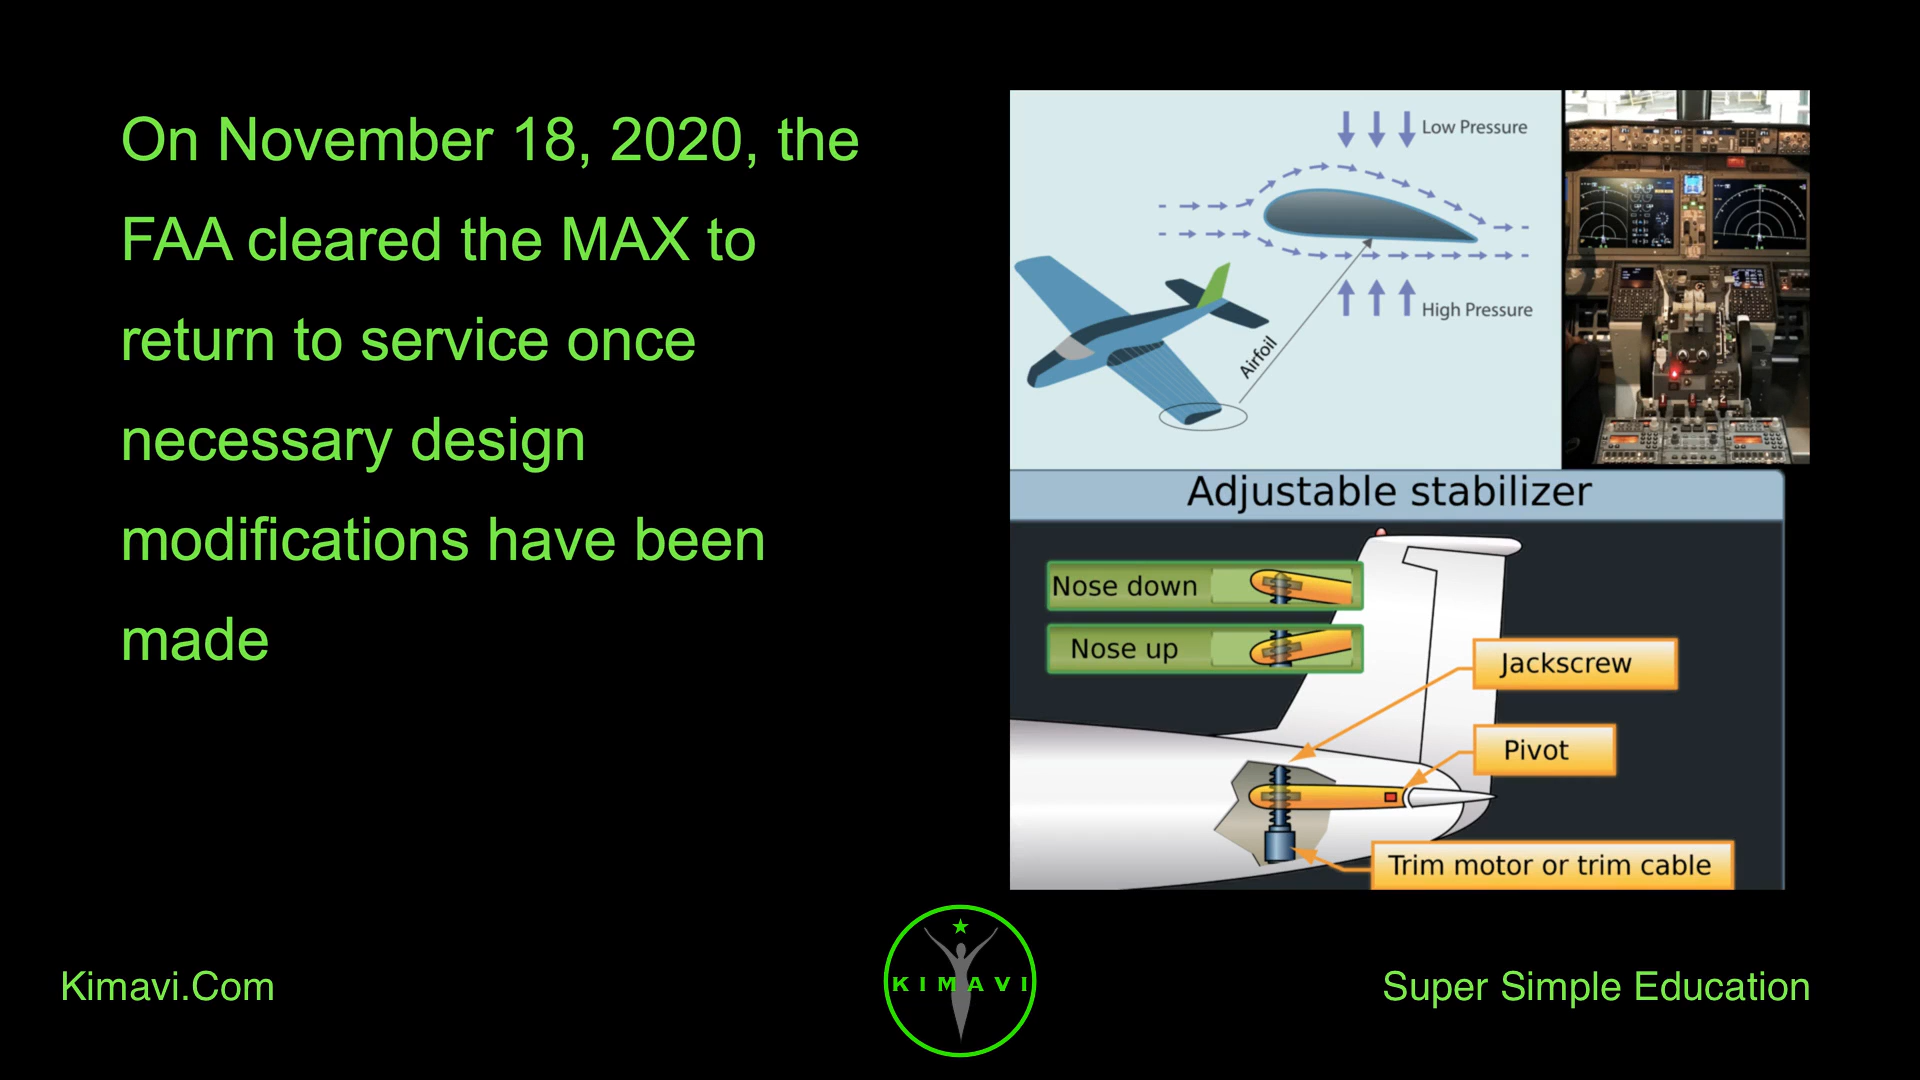 On November 18, 2020, the
FAA cleared the MAX to
return to service once
necessary design
modifications have been
made
Low Pressure
High Pressure
Airfoil
Adjustable stabilizer
Nose down
Nose up
Jackscrew
Pivot
Trim motor or trim cable
Kimavi.Com
KIMAVI
Super Simple Education